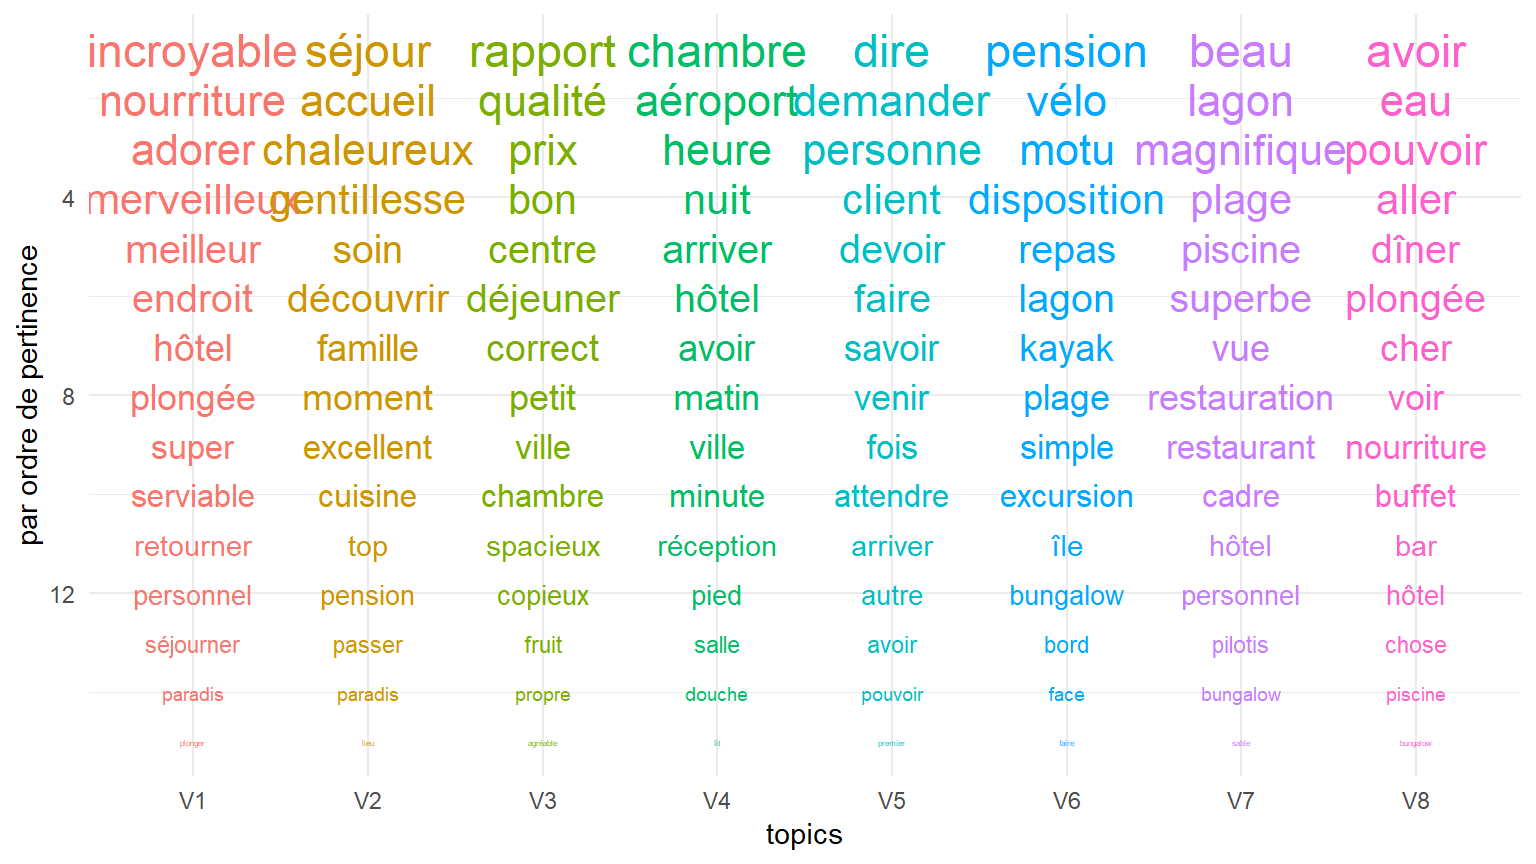 incroyable séjour rapport chambre dire pension beau avoir
nourriture accueil qualité aéroport demander vélo lagon eau
adorer chaleureux prix heure personne motu magnifique pouvoir
4 merveilleux gentillesse bon nuit client disposition plage aller
meilleur soin centre arriver devoir repas piscine dîner
endroit découvrir déjeuner hôtel faire lagon superbe plongée
hôtel famille correct avoir savoir kayak vue cher
8 plongée moment petit matin venir plage restauration voir
super excellent ville ville fois simple restaurant nourriture
serviable cuisine chambre minute attendre excursion cadre buffet
retourner top spacieux réception arriver île hôtel bar
12 personnel pension copieux pied autre bungalow personnel hôtel
séjourner passer fruit salle avoir bord pilotis chose
paradis paradis propre douche pouvoir face bungalow piscine
plonger lieu agréable lit premier faire sable bungalow
V1 V2 V3 V4 V5 V6 V7 V8
topics
par ordre de pertinence